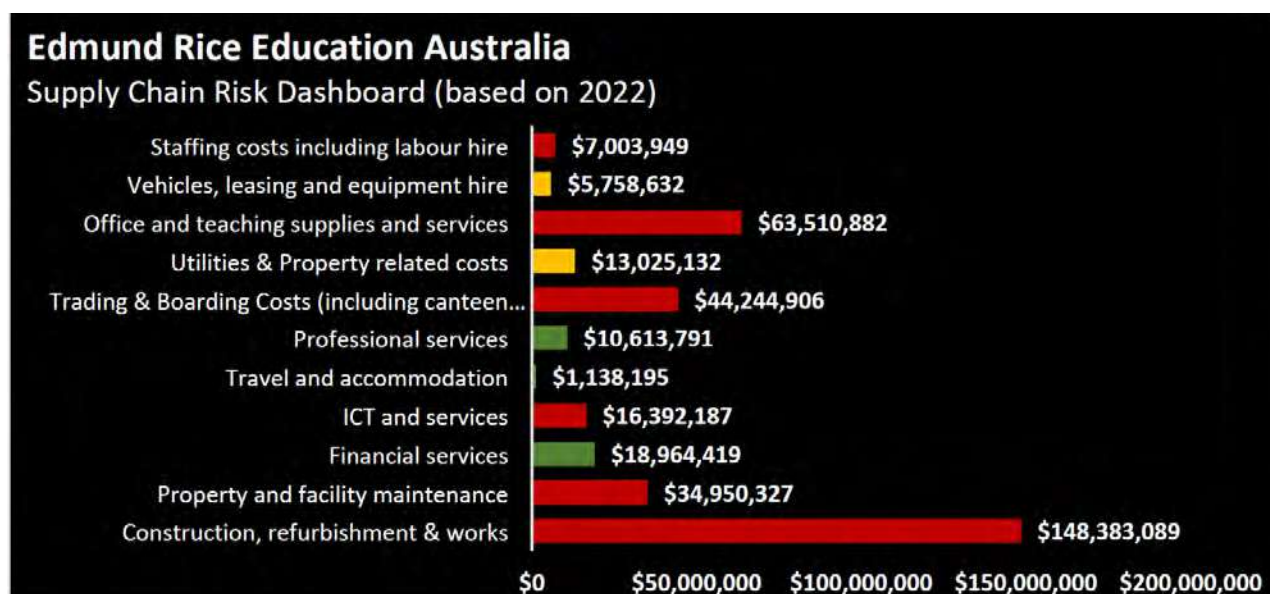 Edmund Rice Education Australia
Supply Chain Risk Dashboard (based on 2022)
Staffing costs including labour hire $7,003,949
Vehicles, leasing and equipment hire $5,758,632
Office and teaching supplies and services $63,510,882
Utilities & Property related costs $13,025,132
Trading & Boarding Costs (including canteen... $44,244,906
Professional services $10,613,791
Travel and accommodation $1,138,195
ICT and services $16,392,187
Financial services $18,964,419
Property and facility maintenance $34,950,327
Construction, refurbishment & works $148,383,089
$0 $50,000,000 $100,000,000 $150,000,000 $200,000,000